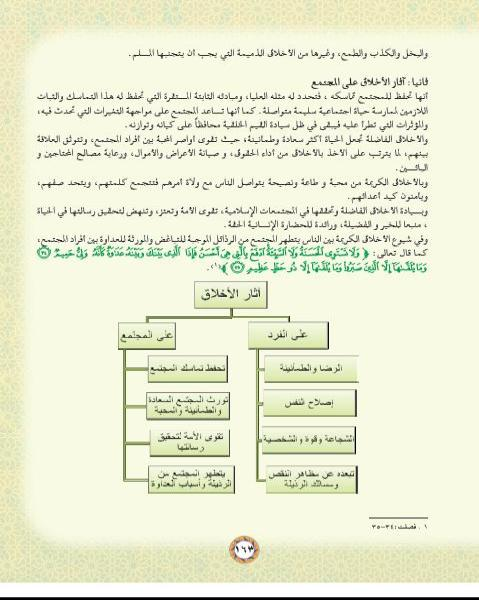 والبخل والكذب والطمع، وغيرها من الأخلاق الذميمة التي يجب أن يتجنبها المسلم.
ثانيا: آثار الأخلاق على المجتمع
أنها تحفظ للمجتمع تماسكه، فتحدد له مثله العليا، ومبادئه الثابتة المستقرة التي تحفظ له هذا التماسك والثبات
اللازمين لممارسة حياة اجتماعية سليمة متواصلة. كما أنها تساعد المجتمع على مواجهة التغيرات التي تحدث فيه،
والمؤثرات التي تطرأ عليه فيبقى في ظل سيادة القيم الخلقية محافظاً على كيانه وتوازنه.
والأخلاق الفاضلة تجعل الحياة أكثر سعادة وطمأنينة، حيث تقوى أواصر المحبة بين أفراد المجتمع، وتتوثق العلاقة
بينهم، لما يترتب على الأخذ بالأخلاق من أداء الحقوق، و صيانة الأعراض والأموال، ورعاية مصالح المحتاجين و
البائسين.
وبالأخلاق الكريمة من محبة و طاعة ونصيحة يتواصل الناس مع ولاة أمرهم فتتجمع كلمتهم، ويتحد صفهم،
ويأمنون كيد أعدائهم.
وبسيادة الأخلاق الفاضلة وتحققها في المجتمعات الإسلامية، تقوى الأمة وتعتز، وتنهض لتحقيق رسالتها في الحياة
، منبعا للخير و الفضيلة، ورائدة للحضارة الإنسانية الحقة.
وفي شيوع الأخلاق الكريمة بين الناس يتطهر المجتمع من الرذائل الموجبة للتباغض والمورثة للعداوة بين أفراد المجتمع،
كما قال تعالى: ﴿ وَلَا تَسْتَوِي الْحَسَنَةُ وَلَا السَّيِّئَةُ ادْفَعْ بِالَّتِي هِيَ أَحْسَنُ فَإِذَا الَّذِي بَيْنَكَ وَبَيْنَهُ عَدَاوَةٌ كَأَنَّهُ وَلِيٌّ حَمِيمٌ ٣٤
وَمَا يُلَقَّاهَا إِلَّا الَّذِينَ صَبَرُوا وَمَا يُلَقَّاهَا إِلَّا ذُو حَظٍّ عَظِيمٍ ٣٥ ﴾(١).
آثار الأخلاق
على الفرد
على المجتمع
الرضا والطمأنينة
تحفظ تماسك المجتمع
إصلاح النفس
تورث المجتمع السعادة
والطمأنينة والمحبة
الشجاعة وقوة والشخصية
تقوى الأمة لتحقيق
رسالتها
تبعده عن مظاهر النقص
ومسالك الرذيلة
يتطهر المجتمع من
الرذيلة وأسباب العداوة
١ . فصلت: ٣٤-٣٥
١٦٣